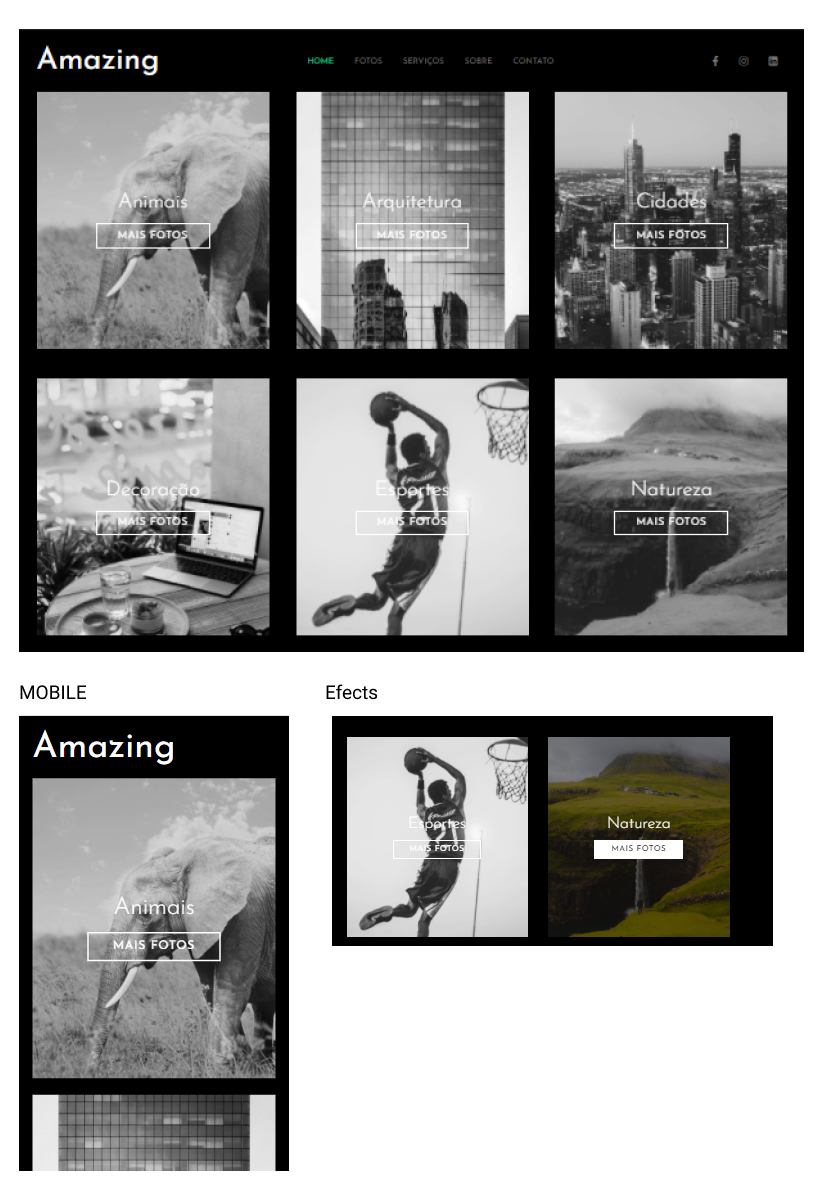 Amazing
HOME FOTOS SERVIÇOS SOBRE CONTATO
Animais
MAIS FOTOS
Arquitetura
MAIS FOTOS
Cidades
MAIS FOTOS
Decoração
MAIS FOTOS
Esportes
MAIS FOTOS
Natureza
MAIS FOTOS
MOBILE
Efects
Amazing
Animais
MAIS FOTOS
Esportes
MAIS FOTOS
Natureza
MAIS FOTOS